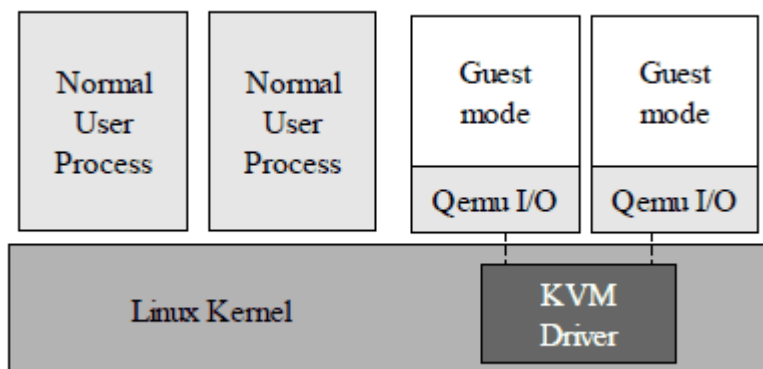 Normal
User
Process
Normal
User
Process
Guest
mode
Qemu I/O
Guest
mode
Qemu I/O
Linux Kernel
KVM
Driver